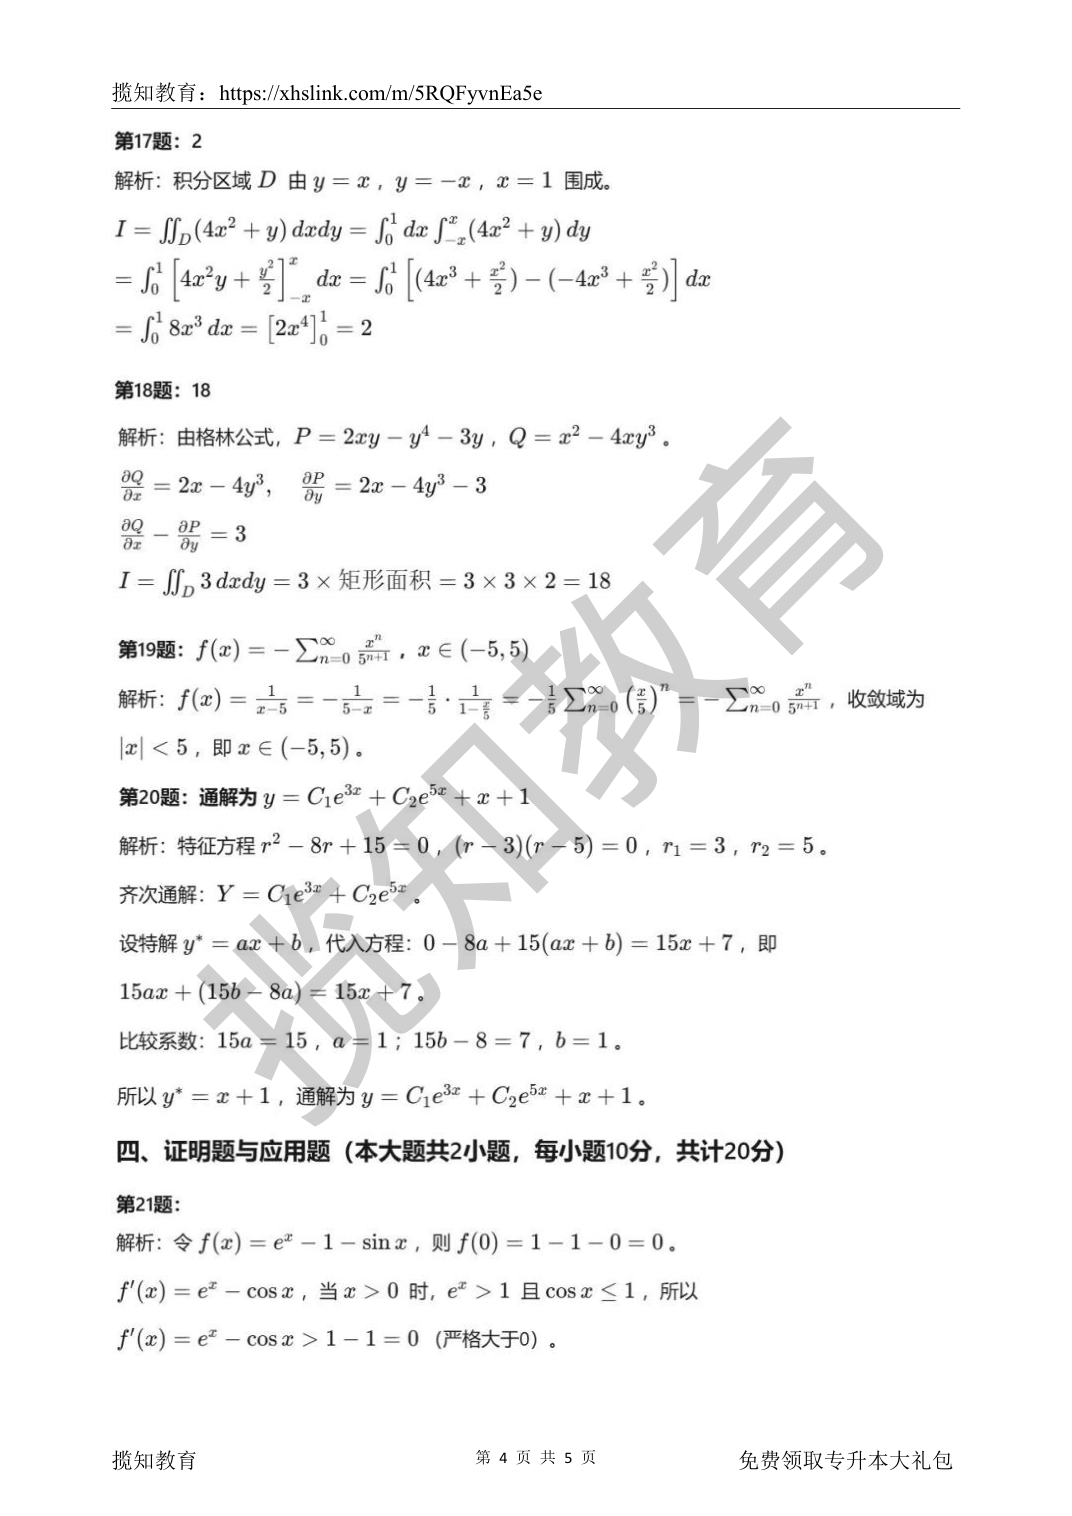 揽知教育：https://xhslink.com/m/5RQFyvnEa5e
第17题：2
解析：积分区域 D 由 y = x，y = −x，x = 1 围成。
I = ∬_D (4x² + y) dxdy = ∫₀¹ dx ∫₋ₓˣ (4x² + y) dy
= ∫₀¹ [4x²y + y²/2]₋ₓˣ dx = ∫₀¹ [(4x³ + x²/2) − (−4x³ + x²/2)] dx
= ∫₀¹ 8x³ dx = [2x⁴]₀¹ = 2
第18题：18
解析：由格林公式，P = 2xy − y⁴ − 3y，Q = x² − 4xy³。
∂Q/∂x = 2x − 4y³, ∂P/∂y = 2x − 4y³ − 3
∂Q/∂x − ∂P/∂y = 3
I = ∬_D 3 dxdy = 3 × 矩形面积 = 3 × 3 × 2 = 18
第19题：f(x) = −∑_{n=0}^∞ xⁿ/5ⁿ⁺¹，x ∈ (−5, 5)
解析：f(x) = 1/(x−5) = −1/(5−x) = −1/5 · 1/(1−x/5) = −1/5 ∑_{n=0}^∞ (x/5)ⁿ = −∑_{n=0}^∞ xⁿ/5ⁿ⁺¹，收敛域为
|x| < 5，即 x ∈ (−5, 5)。
第20题：通解为 y = C₁e³ˣ + C₂e⁵ˣ + x + 1
解析：特征方程 r² − 8r + 15 = 0，(r − 3)(r − 5) = 0，r₁ = 3，r₂ = 5。
齐次通解：Y = C₁e³ˣ + C₂e⁵ˣ。
设特解 y* = ax + b，代入方程：0 − 8a + 15(ax + b) = 15x + 7，即
15ax + (15b − 8a) = 15x + 7。
比较系数：15a = 15，a = 1；15b − 8 = 7，b = 1。
所以 y* = x + 1，通解为 y = C₁e³ˣ + C₂e⁵ˣ + x + 1。
四、证明题与应用题（本大题共2小题，每小题10分，共计20分）
第21题：
解析：令 f(x) = eˣ − 1 − sin x，则 f(0) = 1 − 1 − 0 = 0。
f′(x) = eˣ − cos x，当 x > 0 时，eˣ > 1 且 cos x ≤ 1，所以
f′(x) = eˣ − cos x > 1 − 1 = 0（严格大于0）。
揽知教育
揽知教育 第 4 页 共 5 页 免费领取专升本大礼包